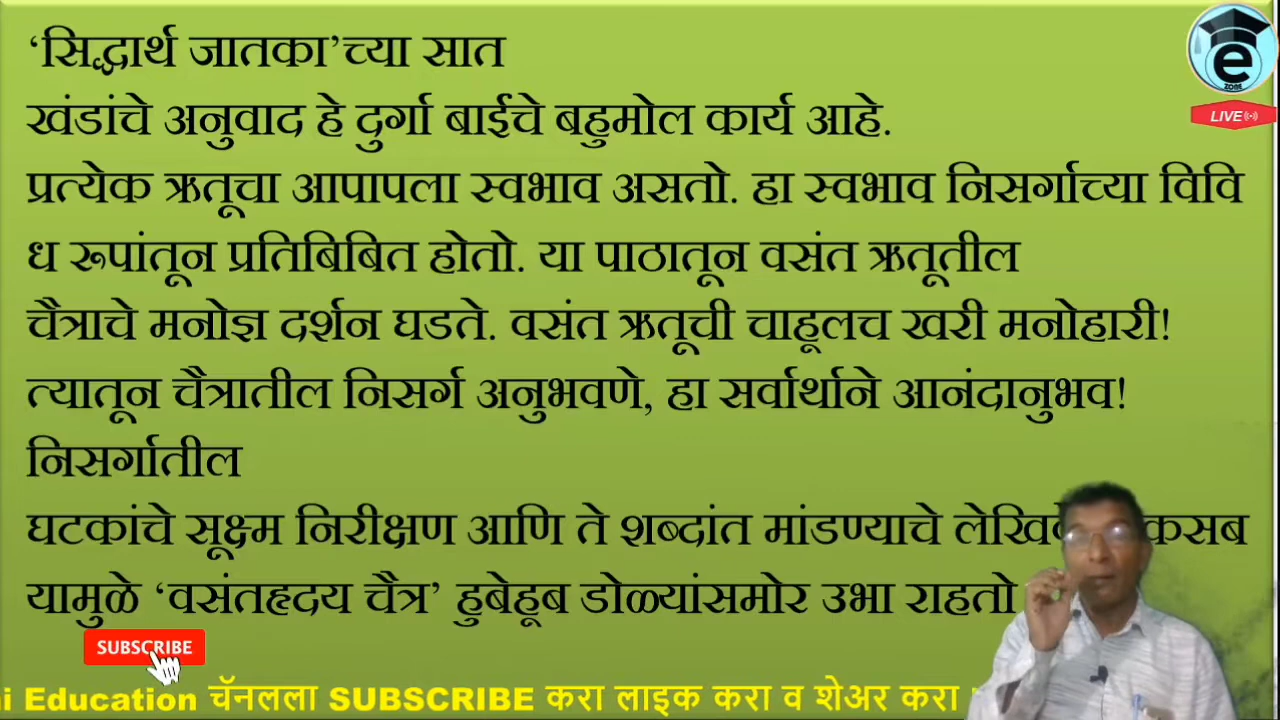 ‘सिद्धार्थ जातका’च्या सात
खंडांचे अनुवाद हे दुर्गा बाईचे बहुमोल कार्य आहे.
प्रत्येक ऋतूचा आपापला स्वभाव असतो. हा स्वभाव निसर्गाच्या विवि
ध रूपांतून प्रतिबिबित होतो. या पाठातून वसंत ऋतूतील
चैत्राचे मनोज्ञ दर्शन घडते. वसंत ऋतूची चाहूलच खरी मनोहारी!
त्यातून चैत्रातील निसर्ग अनुभवणे, हा सर्वार्थाने आनंदानुभव!
निसर्गातील
घटकांचे सूक्ष्म निरीक्षण आणि ते शब्दांत मांडण्याचे कसब
यामुळे ‘वसंतहृदय चैत्र’ हुबेहूब डोळ्यांसमोर उभा राहतो
e
ZONE
LIVE
SUBSCRIBE
Education चॅनलला SUBSCRIBE करा लाइक करा व शेअर करा